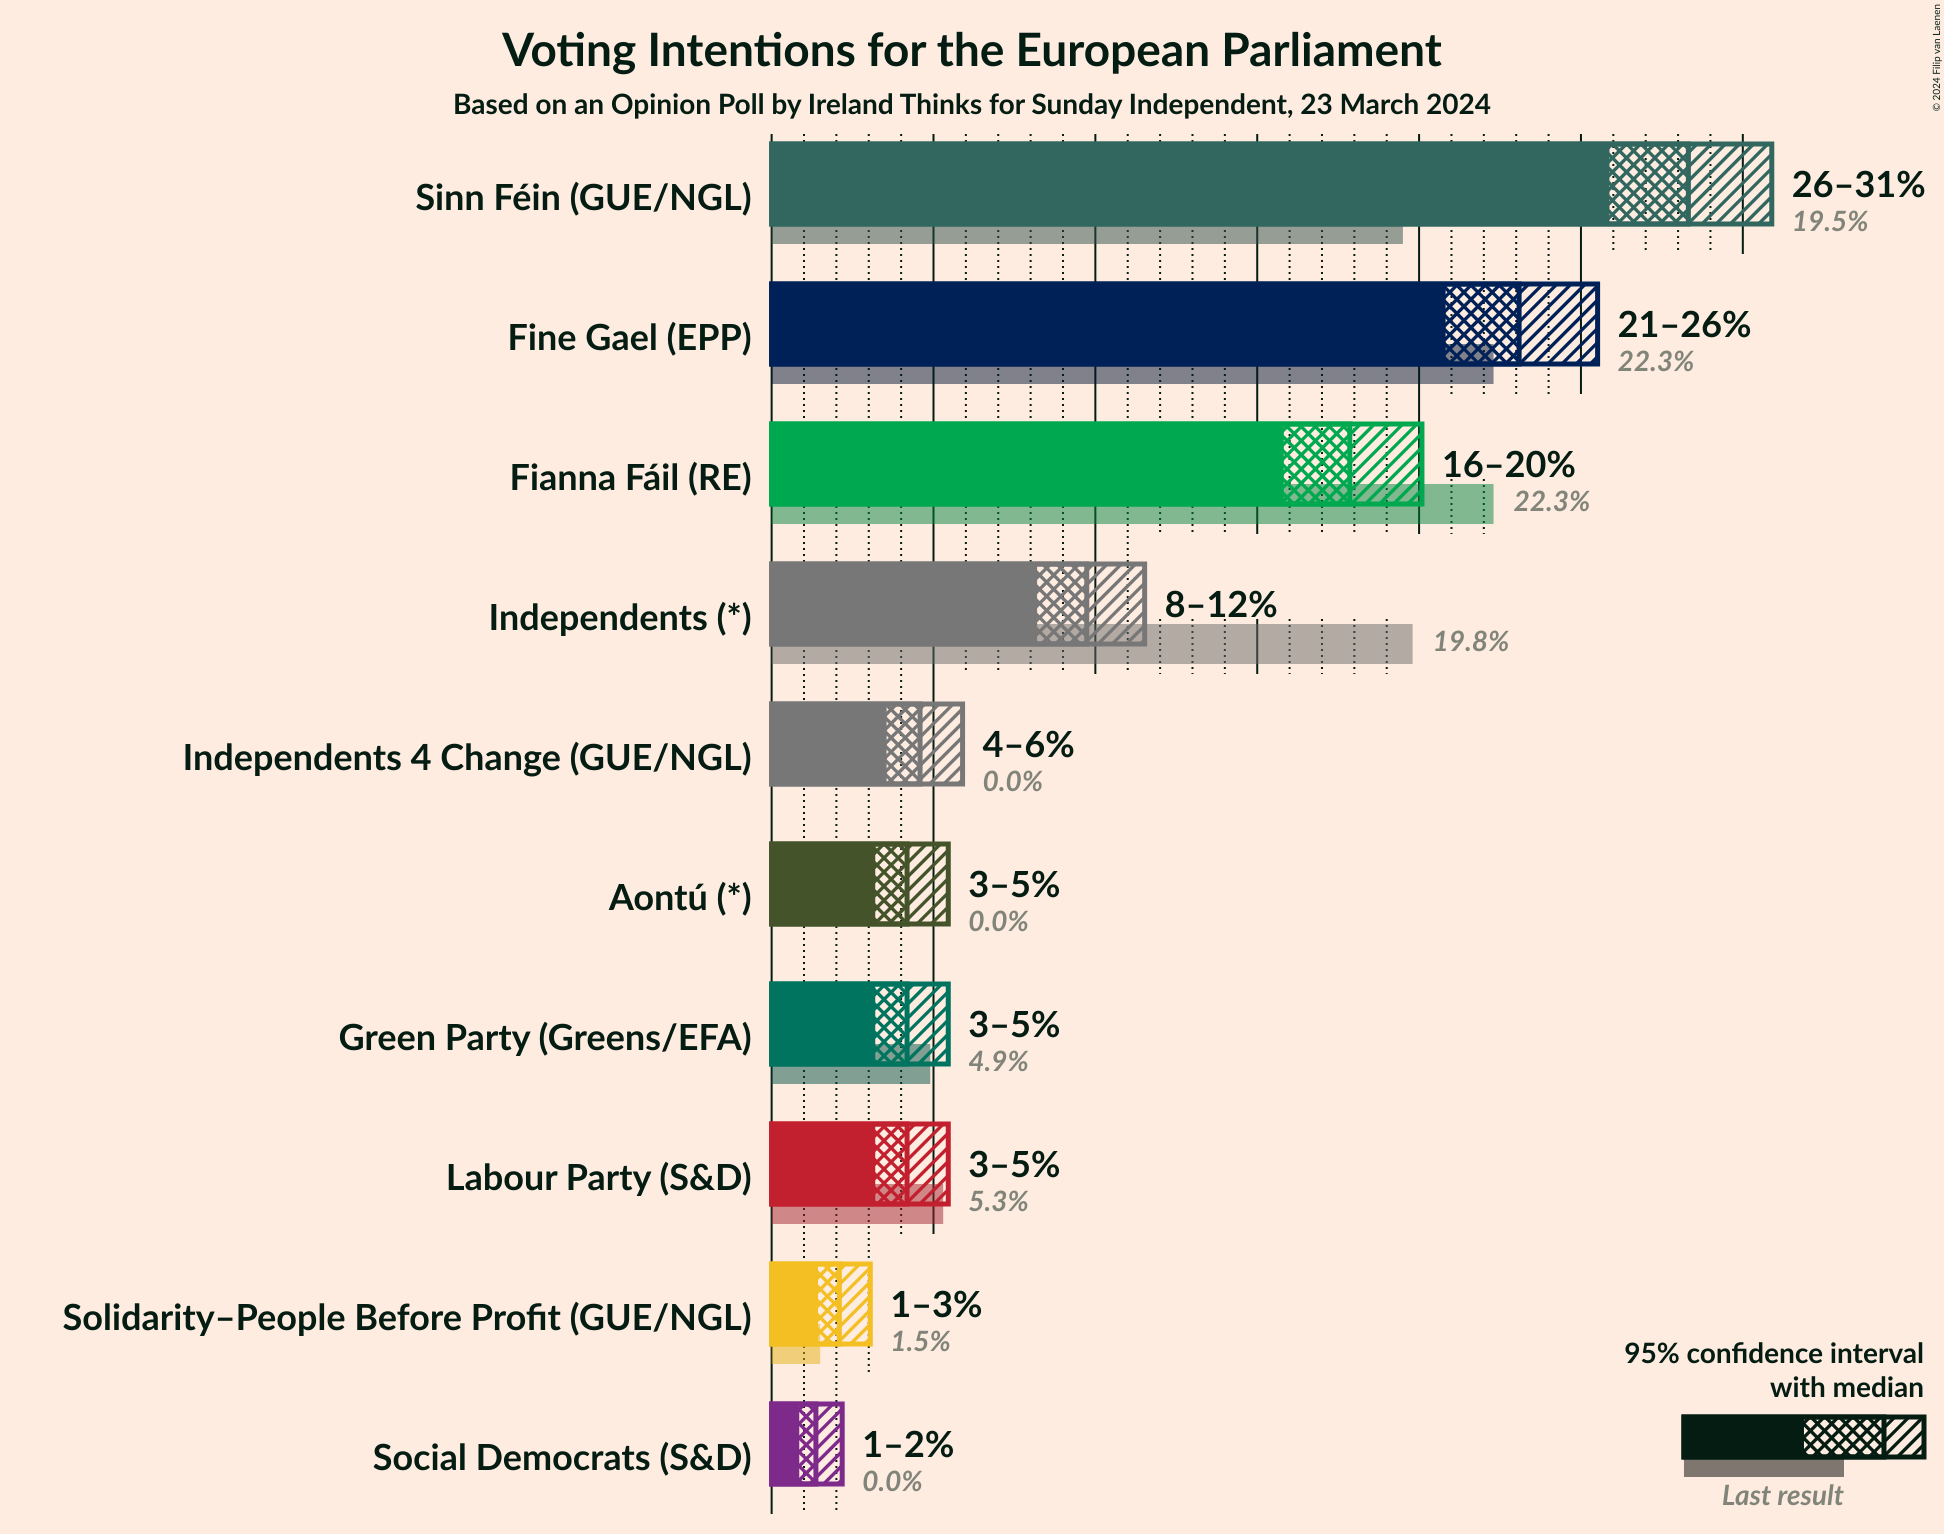 Voting Intentions for the European Parliament
Based on an Opinion Poll by Ireland Thinks for Sunday Independent, 23 March 2024
© 2024 Filip van Laenen
Sinn Féin (GUE/NGL)
26–31%
19.5%
Fine Gael (EPP)
21–26%
22.3%
Fianna Fáil (RE)
16–20%
22.3%
Independents (*)
8–12%
19.8%
Independents 4 Change (GUE/NGL)
4–6%
0.0%
Aontú (*)
3–5%
0.0%
Green Party (Greens/EFA)
3–5%
4.9%
Labour Party (S&D)
3–5%
5.3%
Solidarity–People Before Profit (GUE/NGL)
1–3%
1.5%
Social Democrats (S&D)
1–2%
0.0%
95% confidence interval
with median
Last result